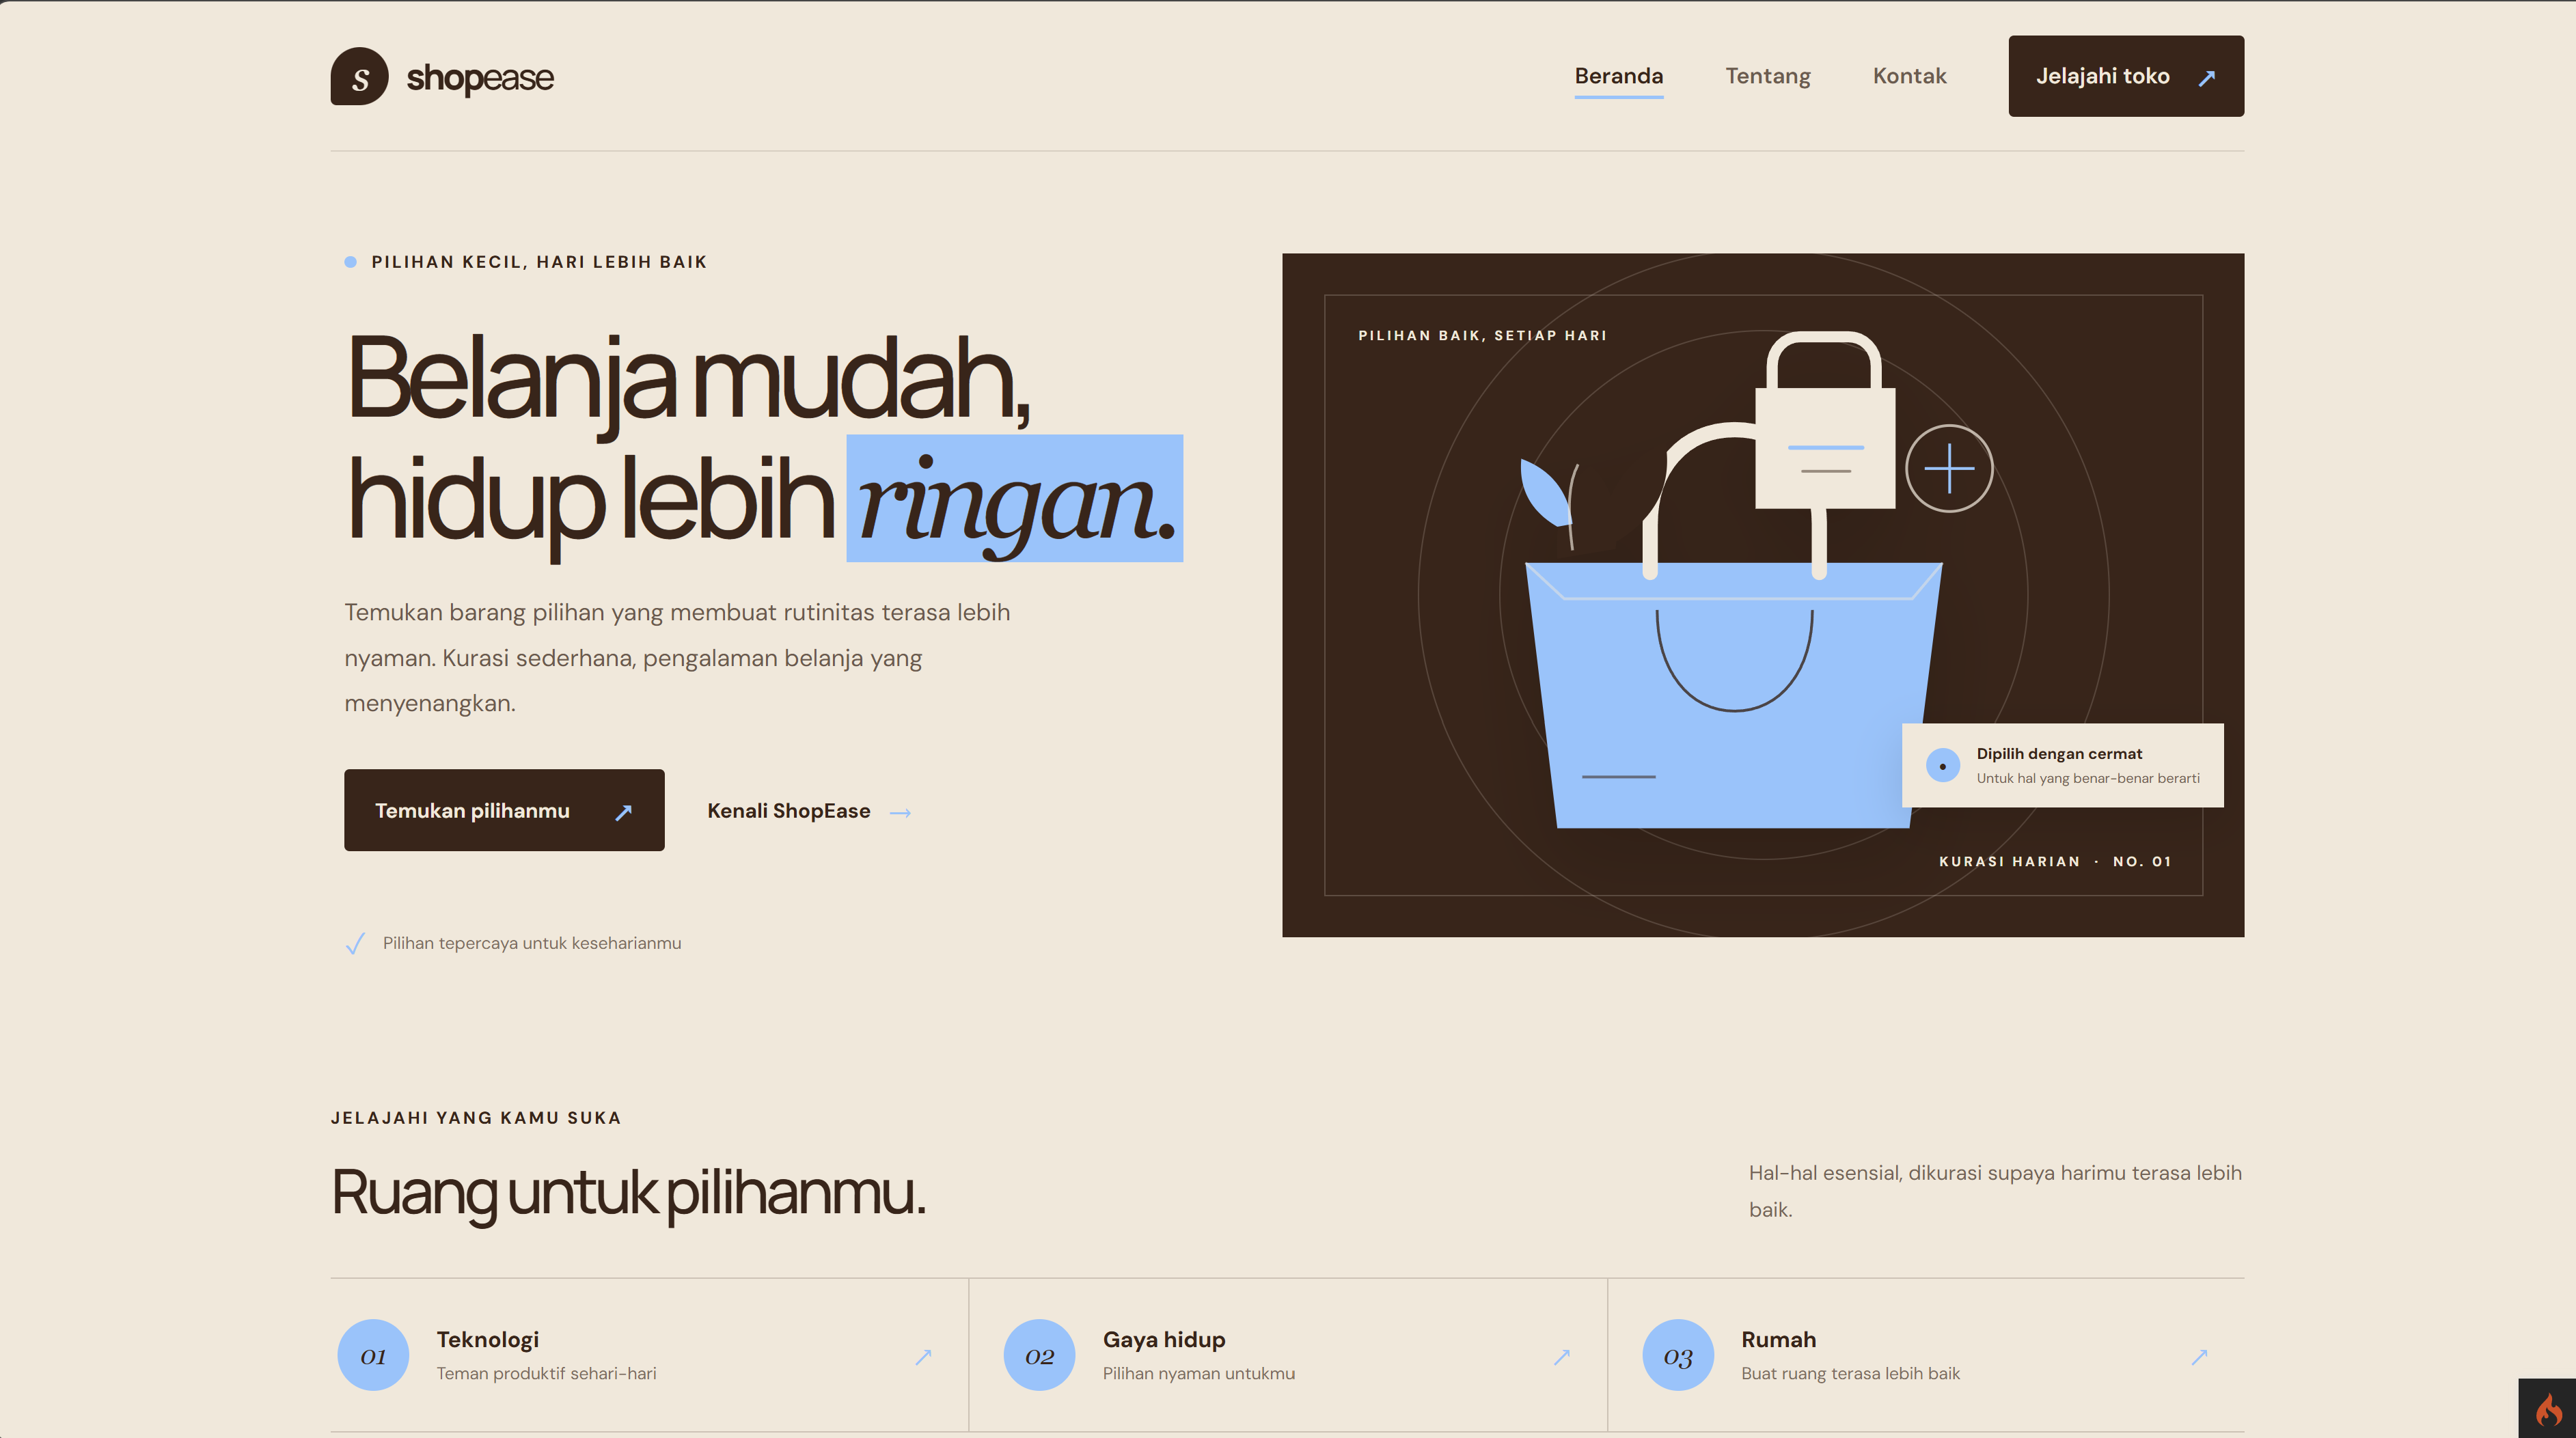 s shopease
Beranda Tentang Kontak Jelajahi toko ↗
PILIHAN KECIL, HARI LEBIH BAIK
Belanja mudah,
hidup lebih ringan.
Temukan barang pilihan yang membuat rutinitas terasa lebih
nyaman. Kurasi sederhana, pengalaman belanja yang
menyenangkan.
Temukan pilihanmu ↗ Kenali ShopEase →
✓ Pilihan tepercaya untuk keseharianmu
PILIHAN BAIK, SETIAP HARI
Dipilih dengan cermat
Untuk hal yang benar-benar berarti
KURASI HARIAN · NO. 01
JELAJAHI YANG KAMU SUKA
Ruang untuk pilihanmu.
Hal-hal esensial, dikurasi supaya harimu terasa lebih
baik.
01 Teknologi ↗
Teman produktif sehari-hari
02 Gaya hidup ↗
Pilihan nyaman untukmu
03 Rumah ↗
Buat ruang terasa lebih baik